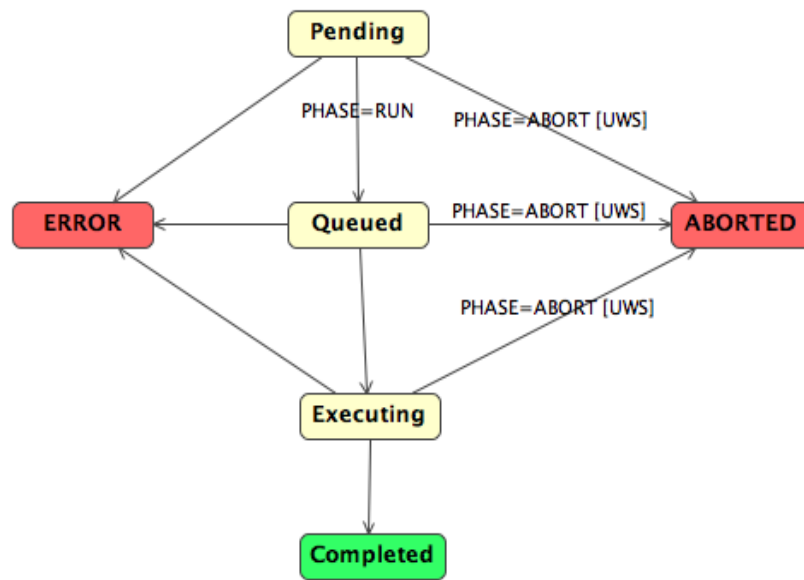 Pending
PHASE=RUN
PHASE=ABORT [UWS]
ERROR
Queued
PHASE=ABORT [UWS]
ABORTED
PHASE=ABORT [UWS]
Executing
Completed